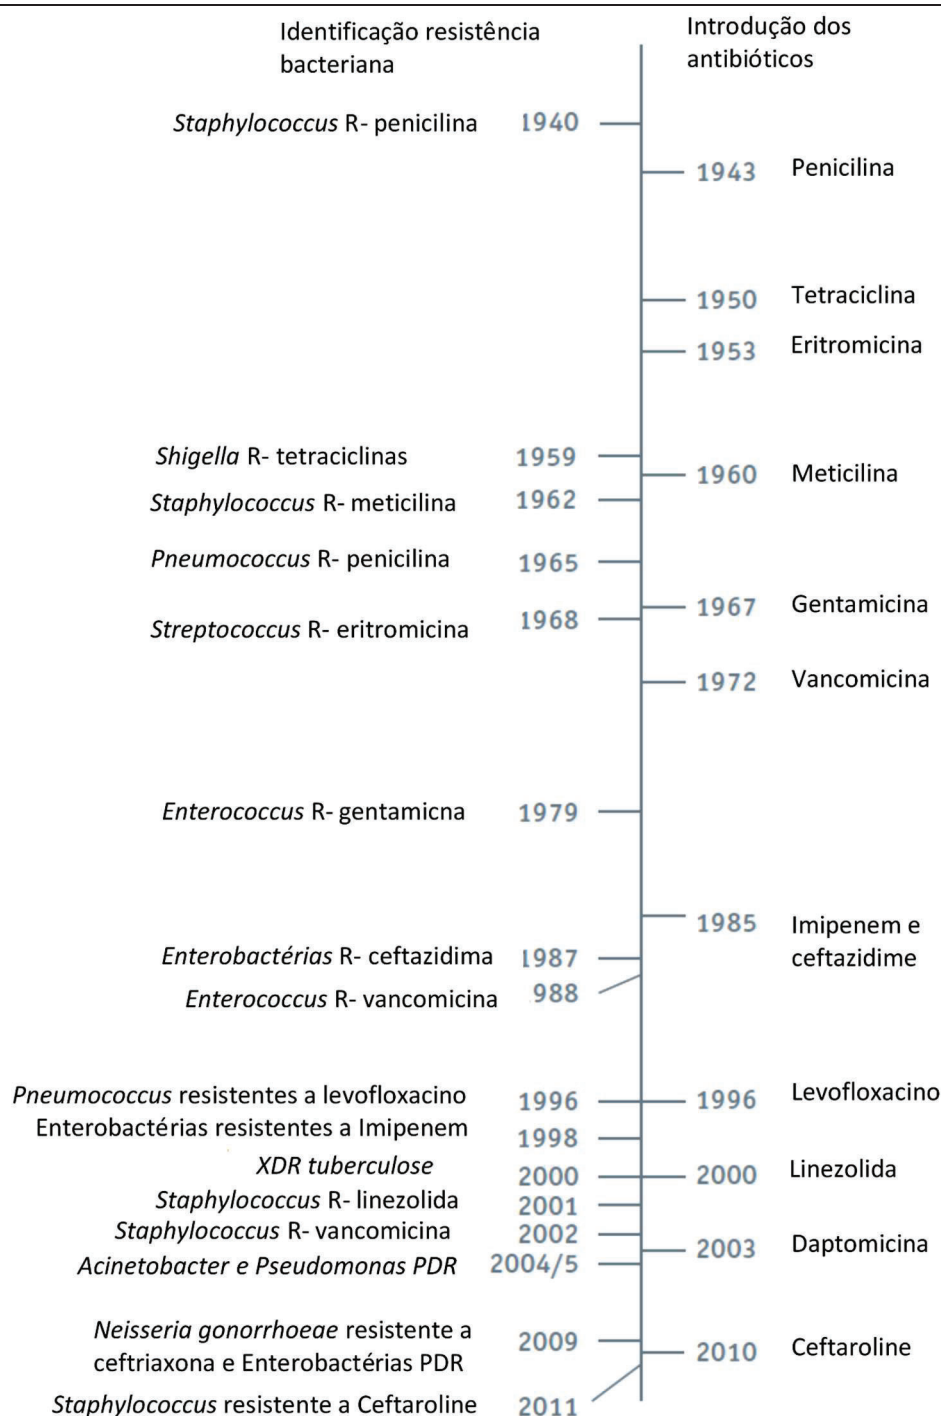 Identificação resistência
bacteriana
Introdução dos
antibióticos
Staphylococcus R- penicilina 1940
1943 Penicilina
1950 Tetraciclina
1953 Eritromicina
Shigella R- tetraciclinas 1959
1960 Meticilina
Staphylococcus R- meticilina 1962
Pneumococcus R- penicilina 1965
1967 Gentamicina
Streptococcus R- eritromicina 1968
1972 Vancomicina
Enterococcus R- gentamicna 1979
1985 Imipenem e
ceftazidime
Enterobactérias R- ceftazidima 1987
Enterococcus R- vancomicina 988
Pneumococcus resistentes a levofloxacino 1996
1996 Levofloxacino
Enterobactérias resistentes a Imipenem 1998
XDR tuberculose 2000
2000 Linezolida
Staphylococcus R- linezolida 2001
Staphylococcus R- vancomicina 2002
2003 Daptomicina
Acinetobacter e Pseudomonas PDR 2004/5
Neisseria gonorrhoeae resistente a
ceftriaxona e Enterobactérias PDR 2009
2010 Ceftaroline
Staphylococcus resistente a Ceftaroline 2011